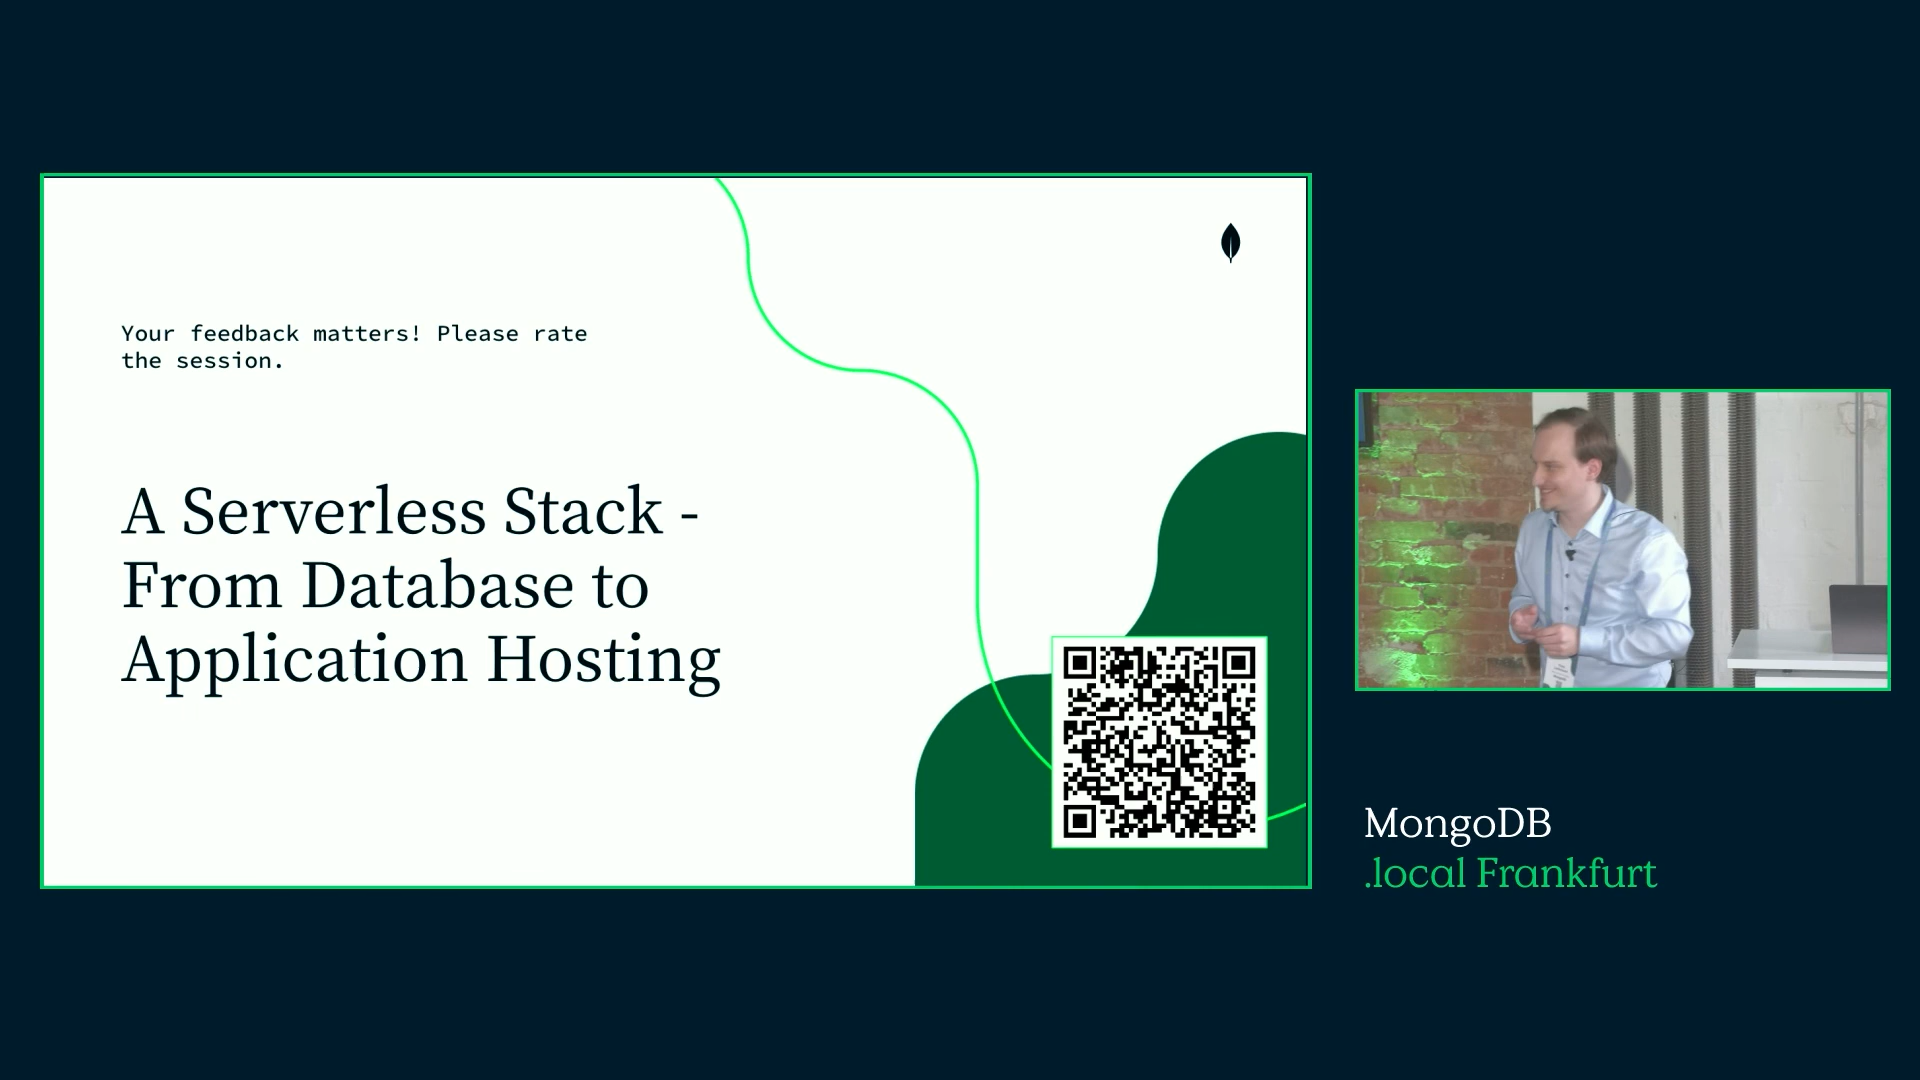 Your feedback matters! Please rate
the session.
A Serverless Stack -
From Database to
Application Hosting
MongoDB
.local Frankfurt